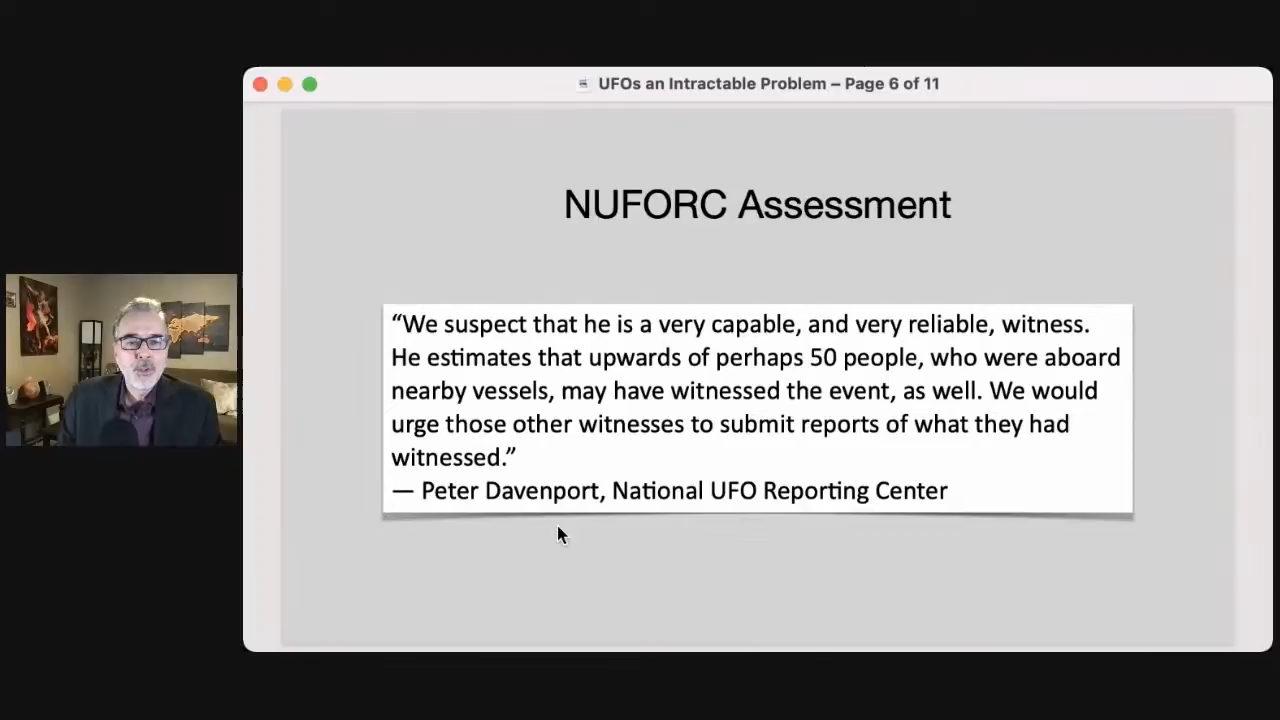 UFOs an Intractable Problem – Page 6 of 11
NUFORC Assessment
“We suspect that he is a very capable, and very reliable, witness.
He estimates that upwards of perhaps 50 people, who were aboard
nearby vessels, may have witnessed the event, as well. We would
urge those other witnesses to submit reports of what they had
witnessed.”
— Peter Davenport, National UFO Reporting Center